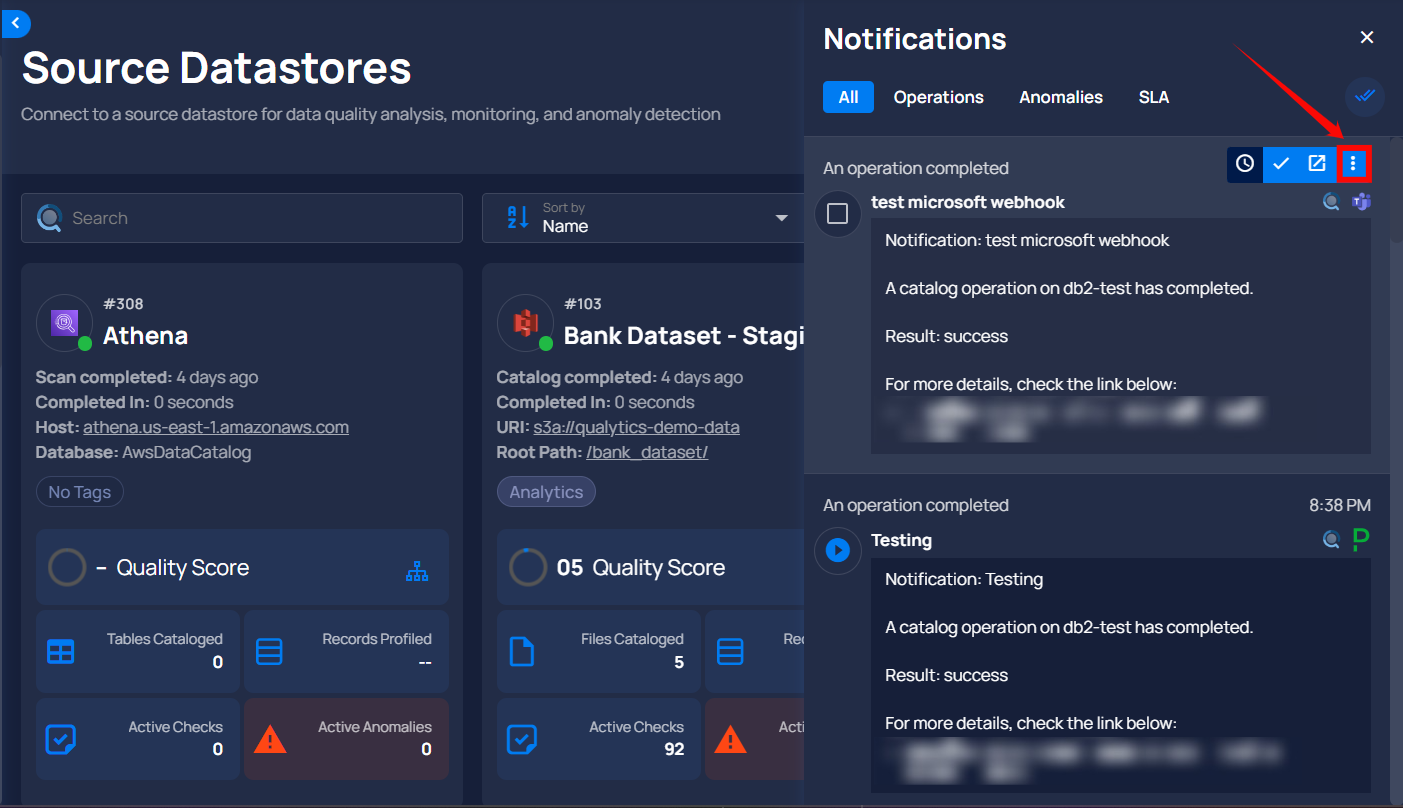 Source Datastores
Connect to a source datastore for data quality analysis, monitoring, and anomaly detection
Search
Sort by
Name
#308
Athena
Scan completed: 4 days ago
Completed In: 0 seconds
Host: athena.us-east-1.amazonaws.com
Database: AwsDataCatalog
No Tags
– Quality Score
Tables Cataloged
0
Records Profiled
--
Active Checks
0
Active Anomalies
0
#103
Bank Dataset - Stagi
Catalog completed: 4 days ago
Completed In: 0 seconds
URI: s3a://qualytics-demo-data
Root Path: /bank_dataset/
Analytics
05 Quality Score
Files Cataloged
5
Rec
Active Checks
92
Acti
Notifications
All
Operations
Anomalies
SLA
An operation completed
test microsoft webhook
Notification: test microsoft webhook
A catalog operation on db2-test has completed.
Result: success
For more details, check the link below:
An operation completed
8:38 PM
Testing
Notification: Testing
A catalog operation on db2-test has completed.
Result: success
For more details, check the link below: